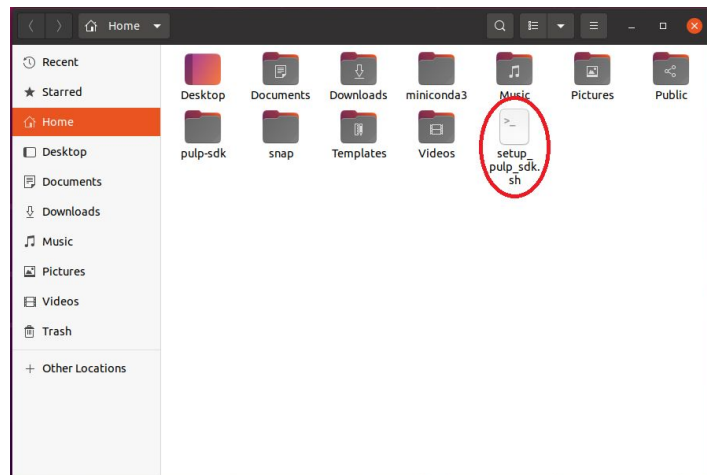 Home
Recent
Starred
Home
Desktop
Documents
Downloads
Music
Pictures
Videos
Trash
+ Other Locations
Desktop
Documents
Downloads
miniconda3
Music
Pictures
Public
pulp-sdk
snap
Templates
Videos
>_
setup_
pulp_sdk.
sh